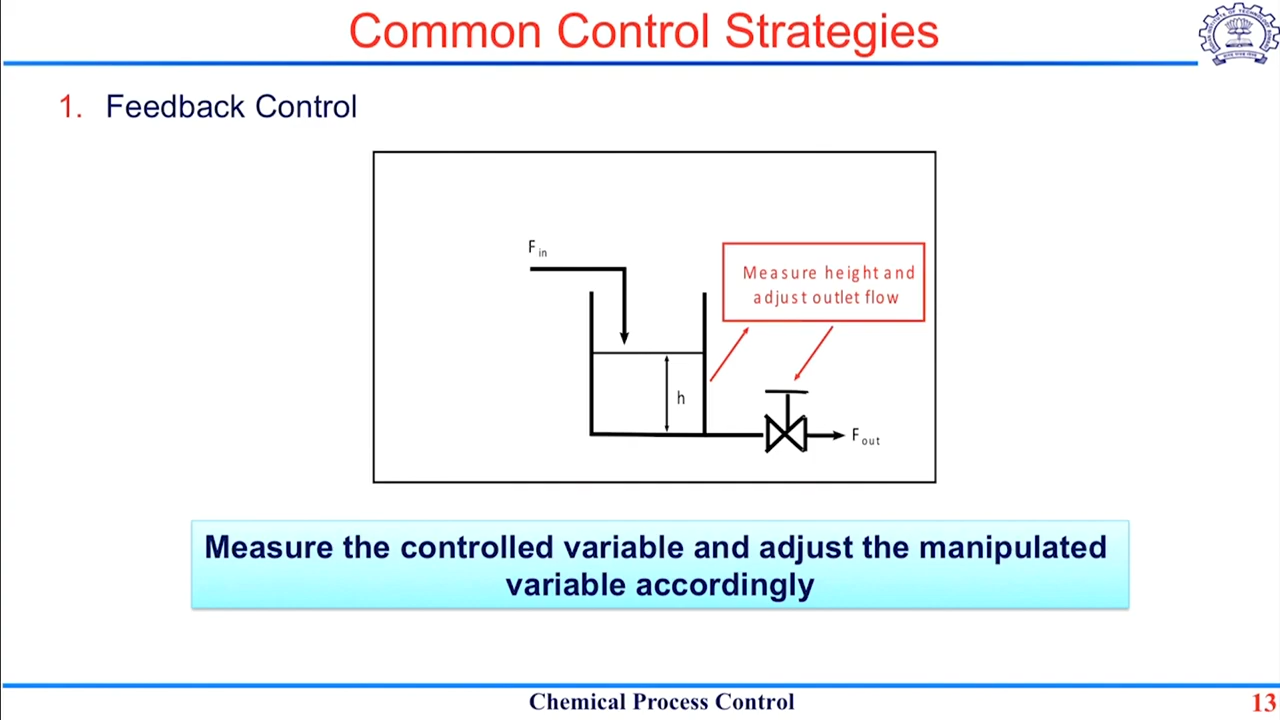 Common Control Strategies
1. Feedback Control
F in
Measure height and
adjust outlet flow
h
F out
Measure the controlled variable and adjust the manipulated
variable accordingly
Chemical Process Control
13